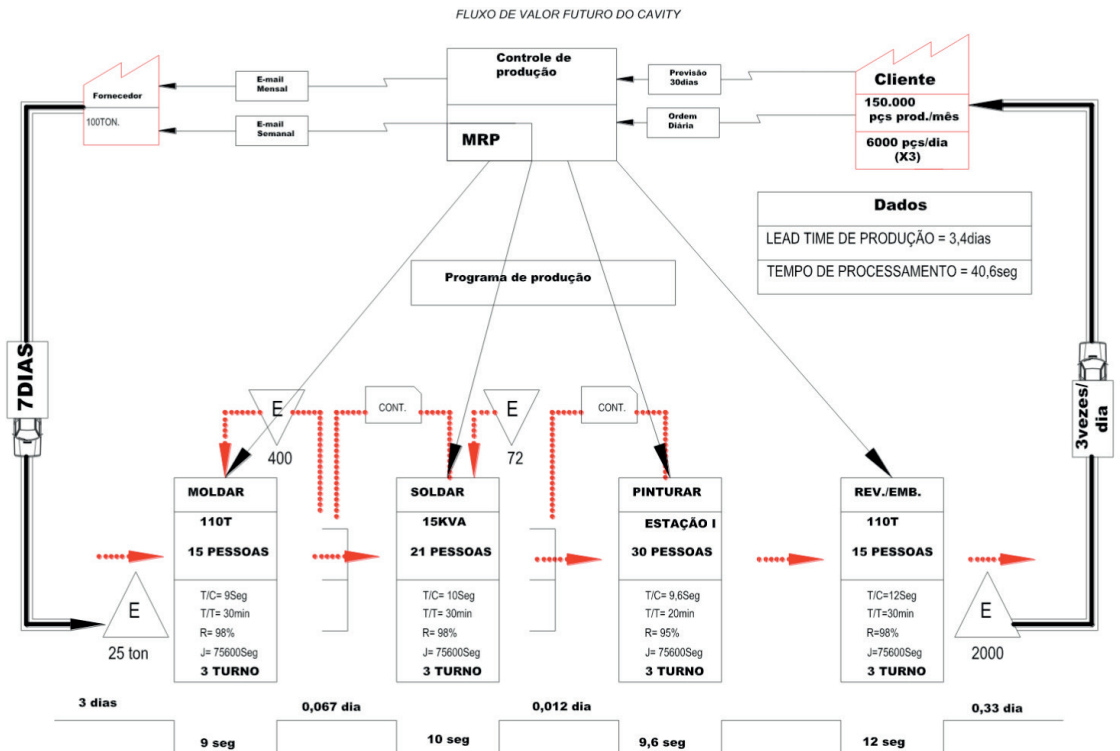 FLUXO DE VALOR FUTURO DO CAVITY
Fornecedor
100TON.
E-mail
Mensal
E-mail
Semanal
Controle de
produção
MRP
Previsão
30dias
Ordem
Diária
Cliente
150.000
pçs prod./mês
6000 pçs/dia
(X3)
Dados
LEAD TIME DE PRODUÇÃO = 3,4dias
TEMPO DE PROCESSAMENTO = 40,6seg
Programa de produção
7DIAS
3vezes/
dia
E
400
CONT.
E
72
CONT.
MOLDAR
110T
15 PESSOAS
T/C= 9Seg
T/T= 30min
R= 98%
J= 75600Seg
3 TURNO
SOLDAR
15KVA
21 PESSOAS
T/C= 10Seg
T/T= 30min
R= 98%
J= 75600Seg
3 TURNO
PINTURAR
ESTAÇÃO I
30 PESSOAS
T/C= 9,6Seg
T/T= 20min
R= 95%
J= 75600Seg
3 TURNO
REV./EMB.
110T
15 PESSOAS
T/C=12Seg
T/T=30min
R=98%
J=75600Seg
3 TURNO
E
25 ton
E
2000
3 dias
0,067 dia
0,012 dia
0,33 dia
9 seg
10 seg
9,6 seg
12 seg